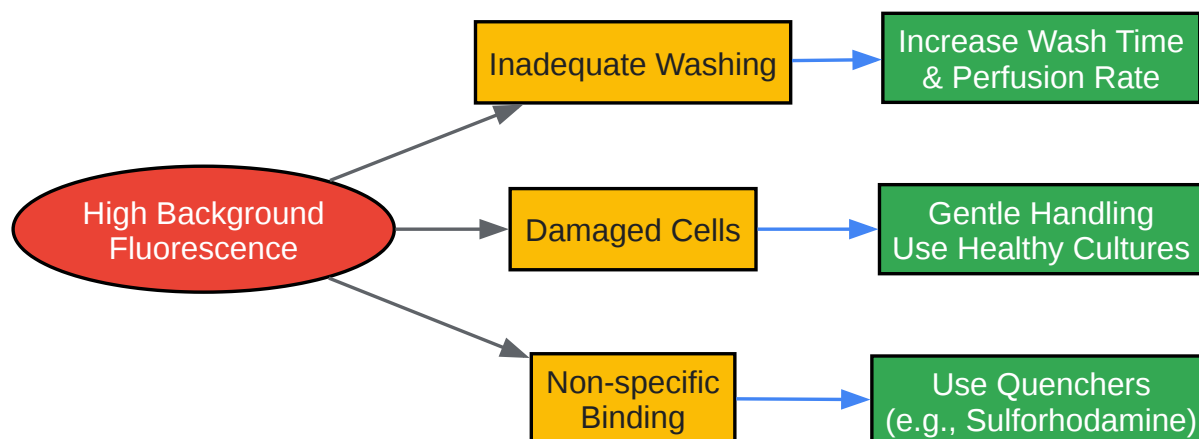 High Background
Fluorescence
Inadequate Washing
Increase Wash Time
& Perfusion Rate
Damaged Cells
Gentle Handling
Use Healthy Cultures
Non-specific
Binding
Use Quenchers
(e.g., Sulforhodamine)